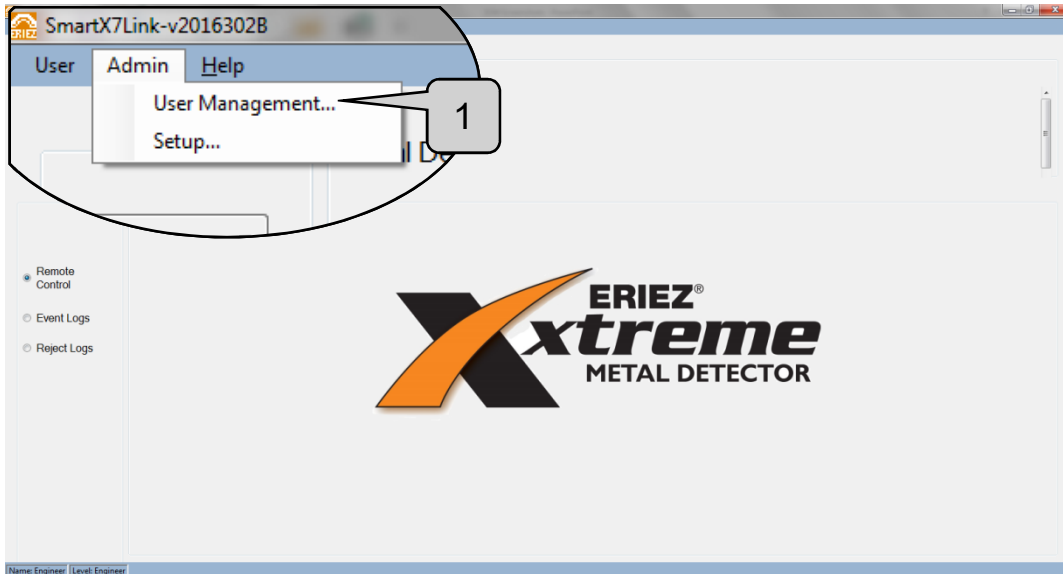 SmartX7Link-v2016302B
ERIEZ
User Admin Help
User Management...
1
Setup...
Remote
Control
Event Logs
Reject Logs
ERIEZ®
xtreme
METAL DETECTOR
Name: Engineer Level: Engineer